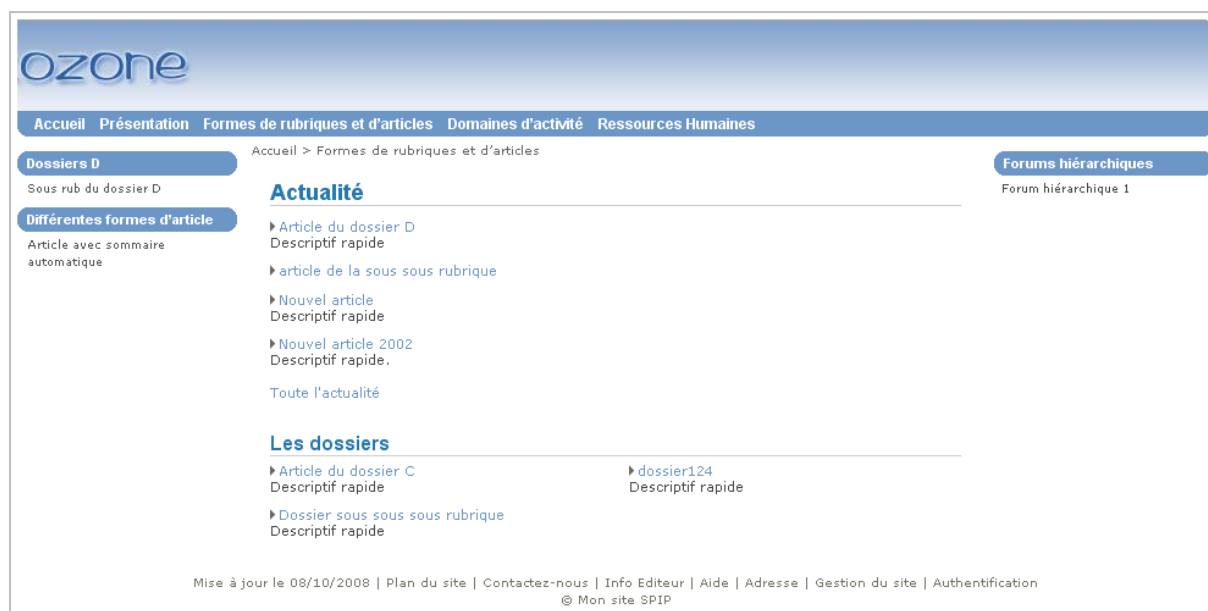 ozone
Accueil Présentation Formes de rubriques et d'articles Domaines d'activité Ressources Humaines
Accueil > Formes de rubriques et d'articles
Dossiers D
Sous rub du dossier D
Différentes formes d'article
Article avec sommaire
automatique
Actualité
Article du dossier D
Descriptif rapide
article de la sous sous rubrique
Nouvel article
Descriptif rapide
Nouvel article 2002
Descriptif rapide.
Toute l'actualité
Les dossiers
Article du dossier C
Descriptif rapide
Dossier sous sous sous rubrique
Descriptif rapide
dossier124
Descriptif rapide
Forums hiérarchiques
Forum hiérarchique 1
Mise à jour le 08/10/2008 | Plan du site | Contactez-nous | Info Editeur | Aide | Adresse | Gestion du site | Authentification
© Mon site SPIP